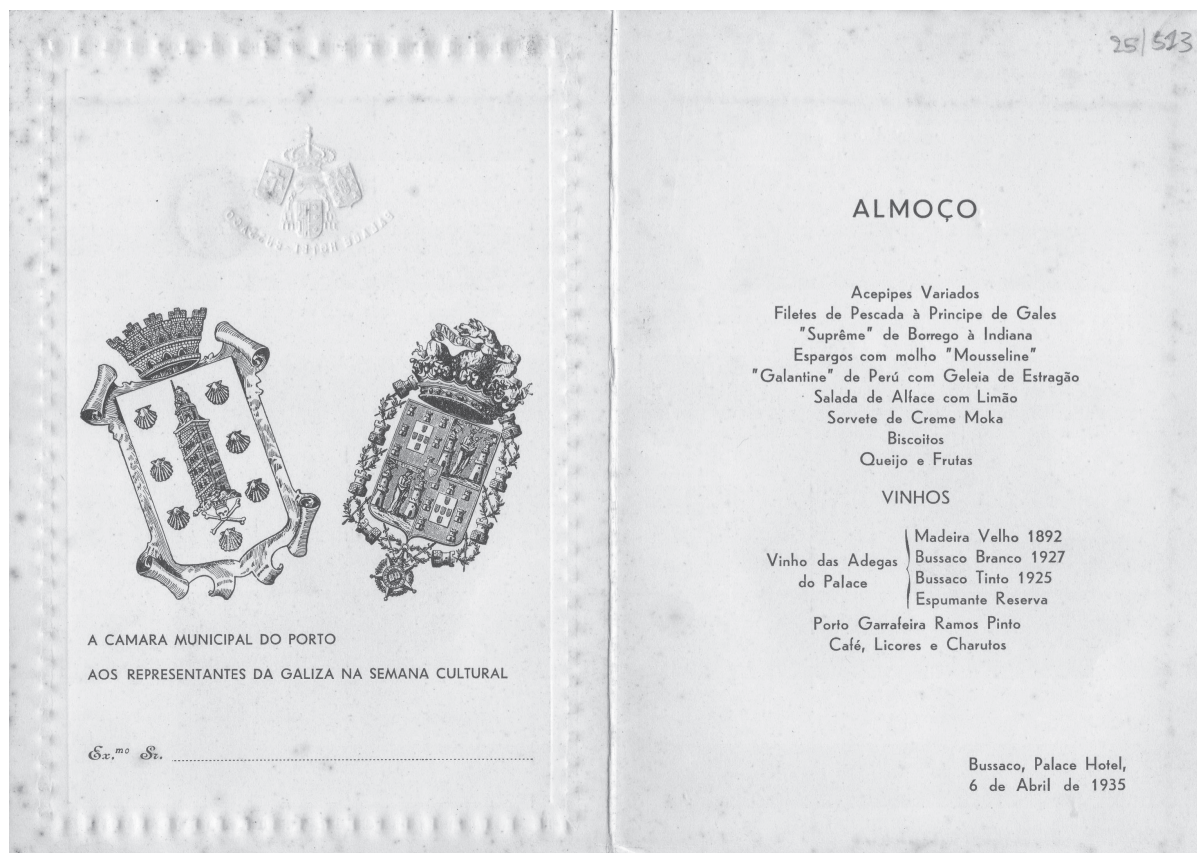 A CAMARA MUNICIPAL DO PORTO
AOS REPRESENTANTES DA GALIZA NA SEMANA CULTURAL
Ex.mo Sr.
25/513
ALMOÇO
Acepipes Variados
Filetes de Pescada à Principe de Gales
"Suprême" de Borrego à Indiana
Espargos com molho "Mousseline"
"Galantine" de Perú com Geleia de Estragão
Salada de Alface com Limão
Sorvete de Creme Moka
Biscoitos
Queijo e Frutas
VINHOS
Vinho das Adegas
do Palace
Madeira Velho 1892
Bussaco Branco 1927
Bussaco Tinto 1925
Espumante Reserva
Porto Garrafeira Ramos Pinto
Café, Licores e Charutos
Bussaco, Palace Hotel,
6 de Abril de 1935